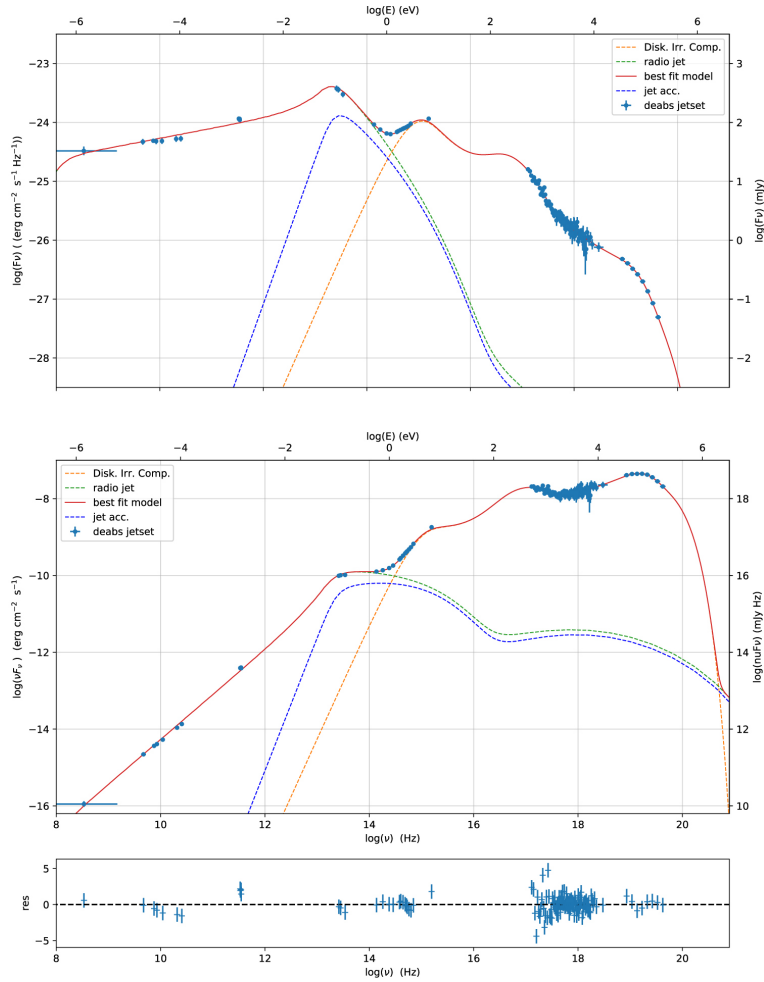 log(E) (eV)
−6 −4 −2 0 2 4 6
Disk. Irr. Comp.
radio jet
best fit model
jet acc.
deabs jetset
−23
−24
−25
−26
−27
−28
log(Fν) ( (erg cm⁻² s⁻¹ Hz⁻¹))
3
2
1
0
−1
−2
log(Fν) (mJy)
log(E) (eV)
−6 −4 −2 0 2 4 6
Disk. Irr. Comp.
radio jet
best fit model
jet acc.
deabs jetset
−8
−10
−12
−14
−16
log(νFᵥ) (erg cm⁻² s⁻¹)
18
16
14
12
10
log(nuFν) (mJy Hz)
8 10 12 14 16 18 20
log(ν) (Hz)
5
0
−5
res
8 10 12 14 16 18 20
log(ν) (Hz)